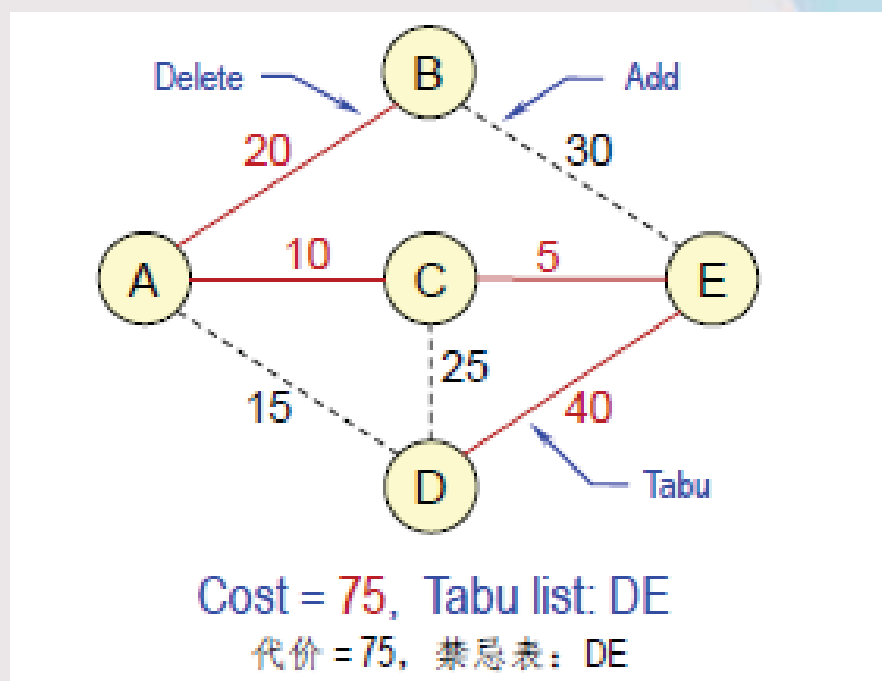 Delete
B
Add
20
30
A
10
C
5
E
25
15
40
D
Tabu
Cost = 75, Tabu list: DE
代价 =75, 禁忌表：DE